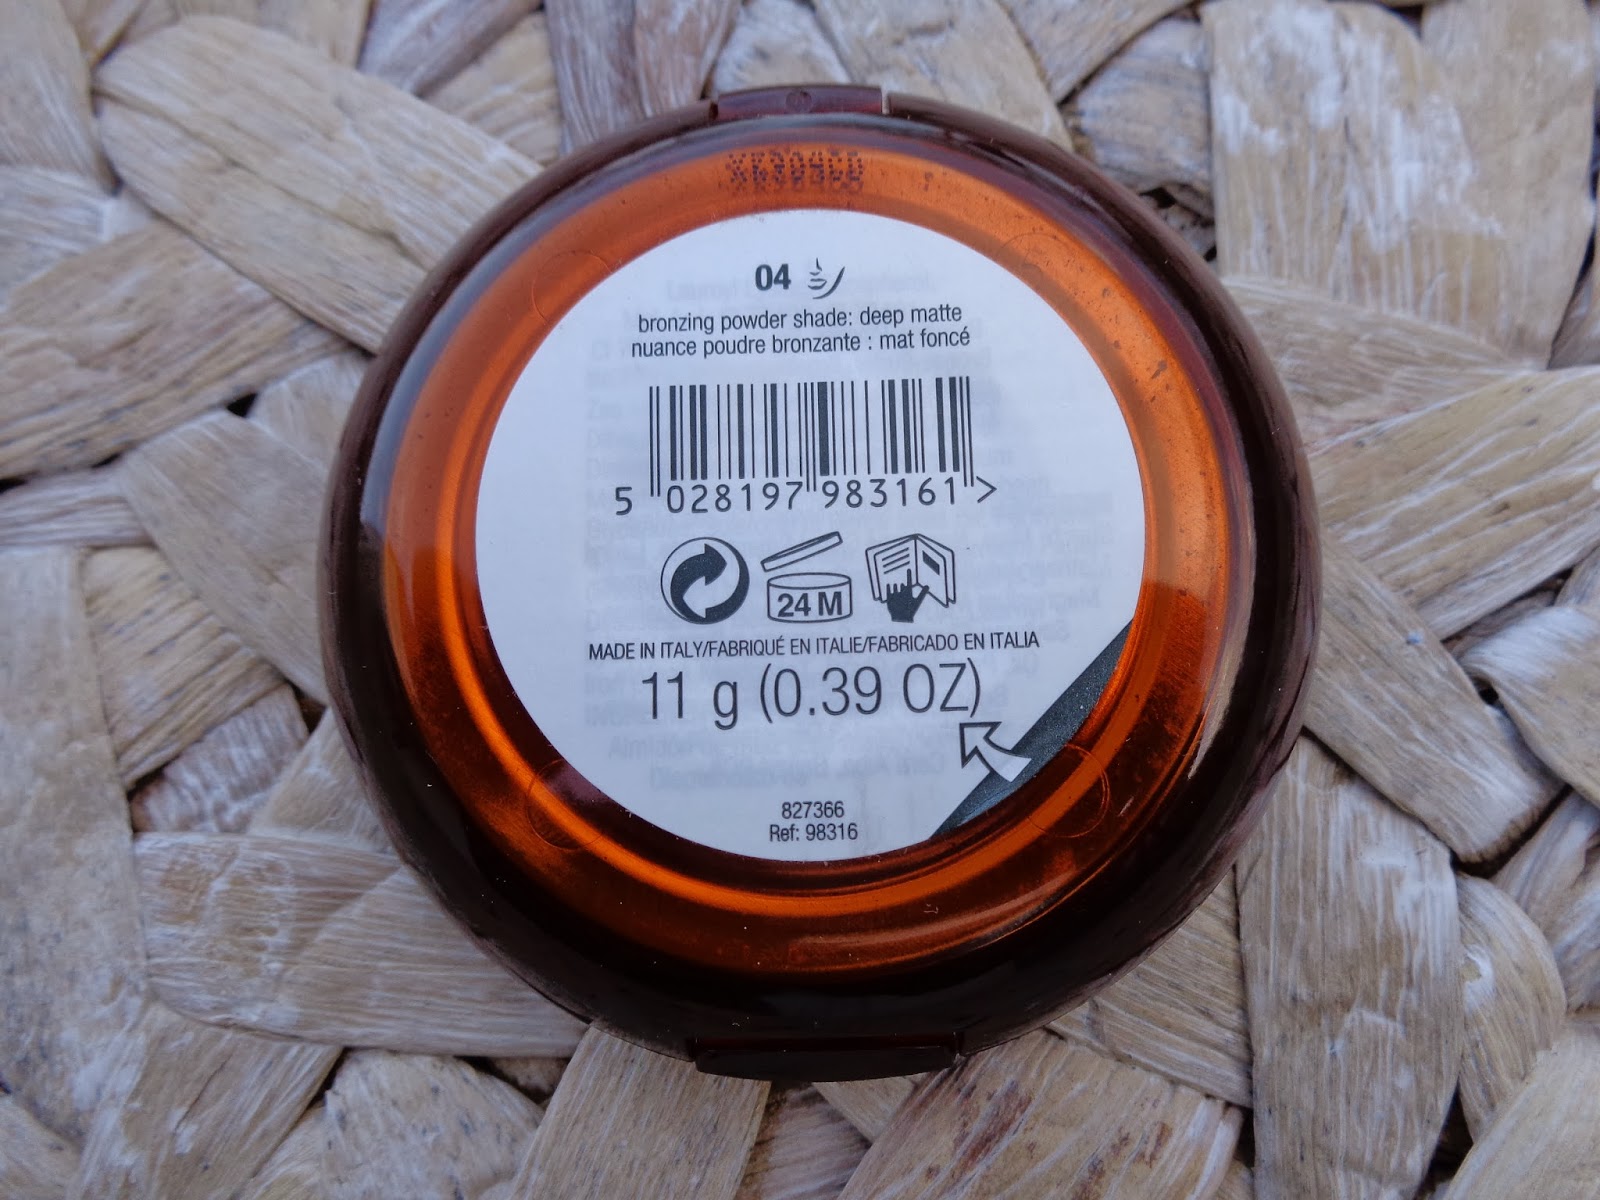 04
bronzing powder shade: deep matte
nuance poudre bronzante : mat foncé
5 028197 983161 >
24 M
MADE IN ITALY/FABRIQUÉ EN ITALIE/FABRICADO EN ITALIA
11 g (0.39 OZ)
827366
Ref: 98316